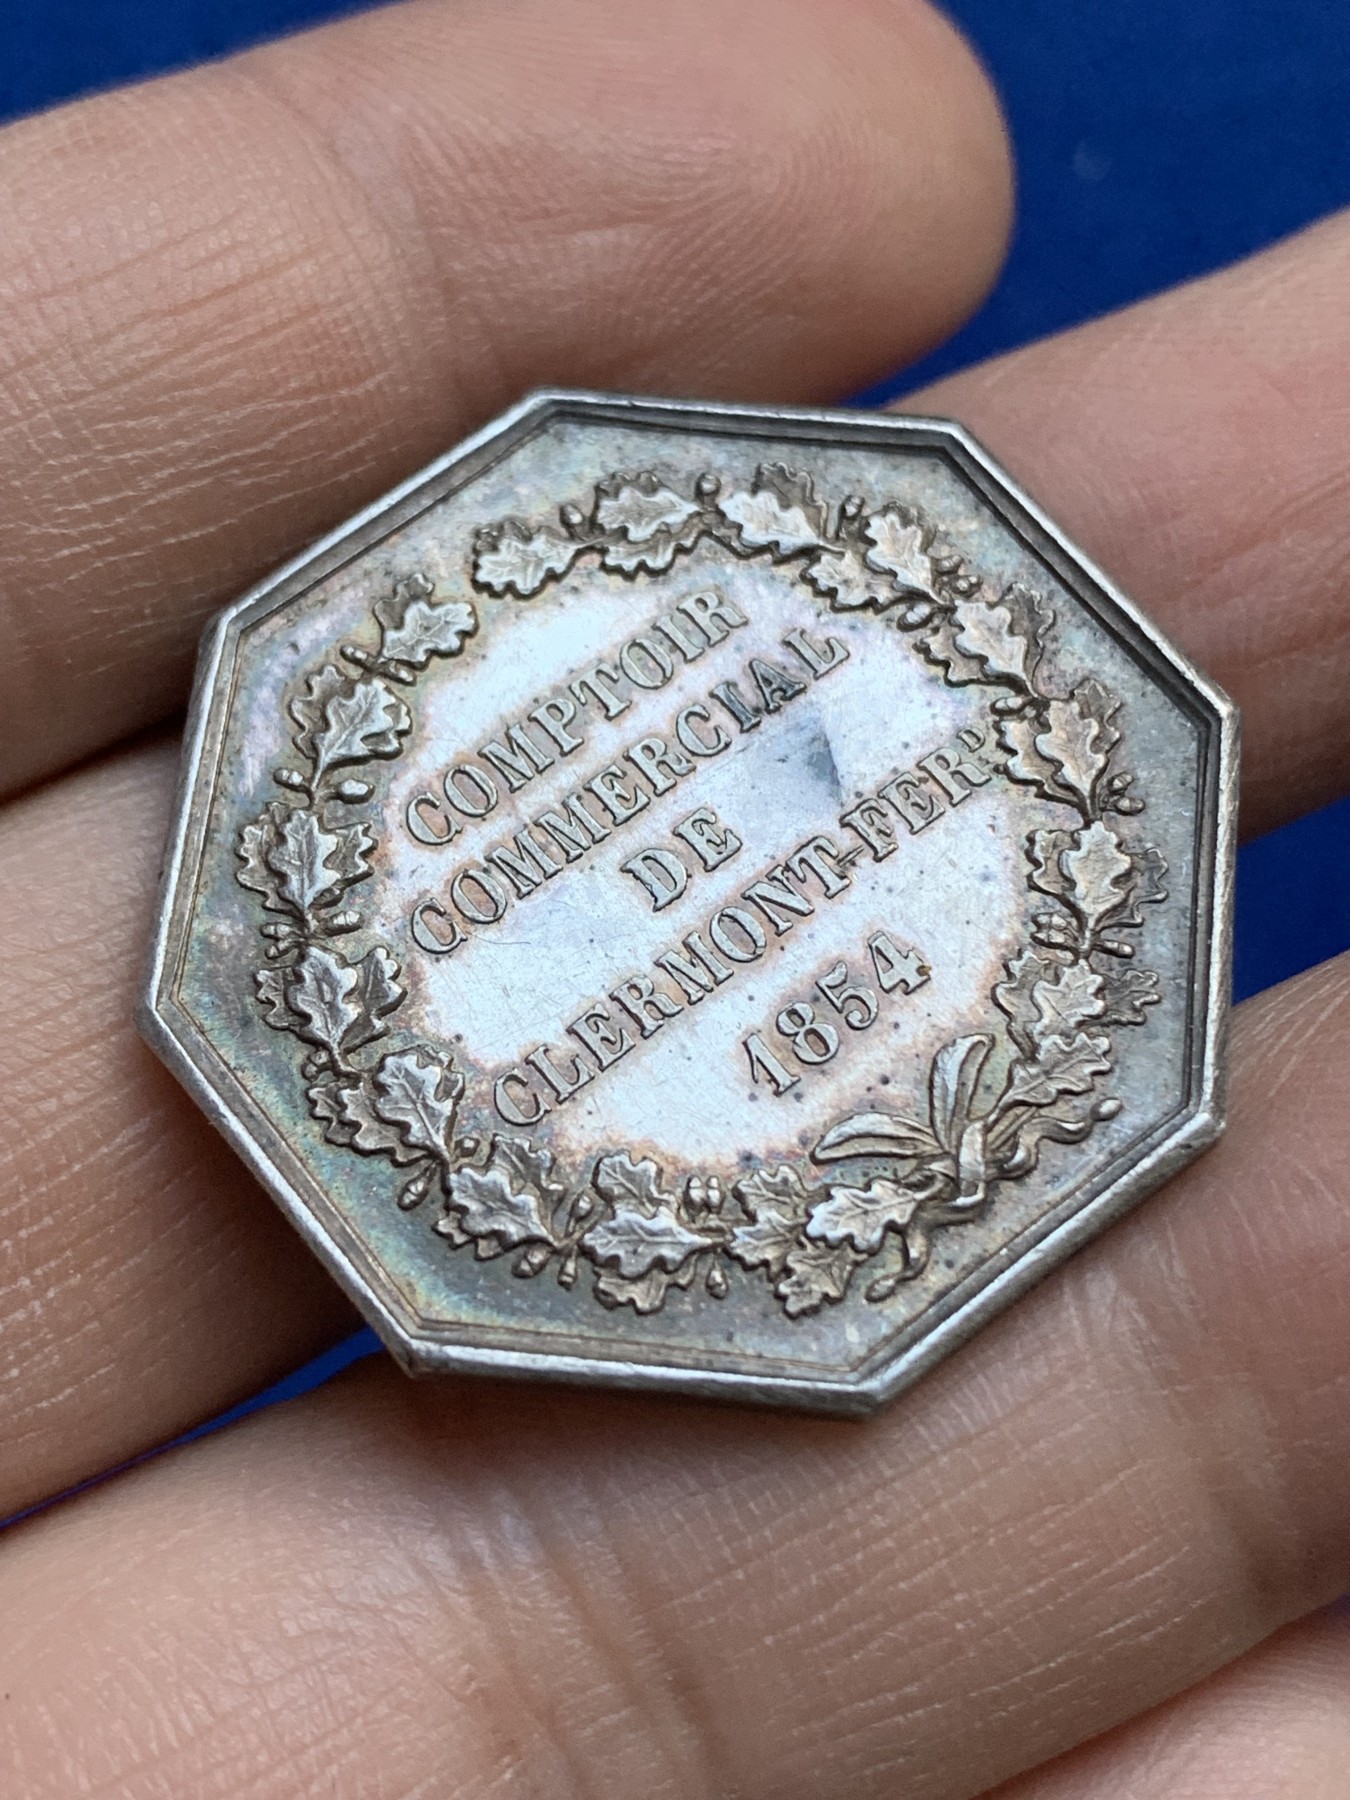 COMPTOIR
COMMERCIAL
DE
CLERMONT-FERᴰ
1854